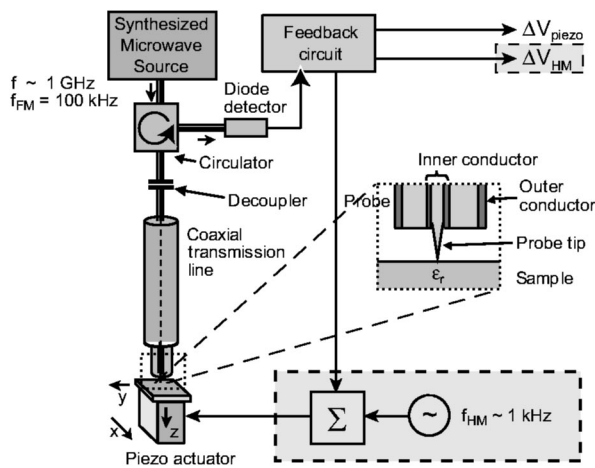 Synthesized
Microwave
Source
Feedback
circuit
ΔV_piezo
ΔV_HM
f ~ 1 GHz
f_FM = 100 kHz
Diode
detector
Circulator
Decoupler
Coaxial
transmission
line
Inner conductor
Probe
Outer
conductor
Probe tip
ε_r
Sample
y
x
z
Piezo actuator
Σ
~
f_HM ~ 1 kHz